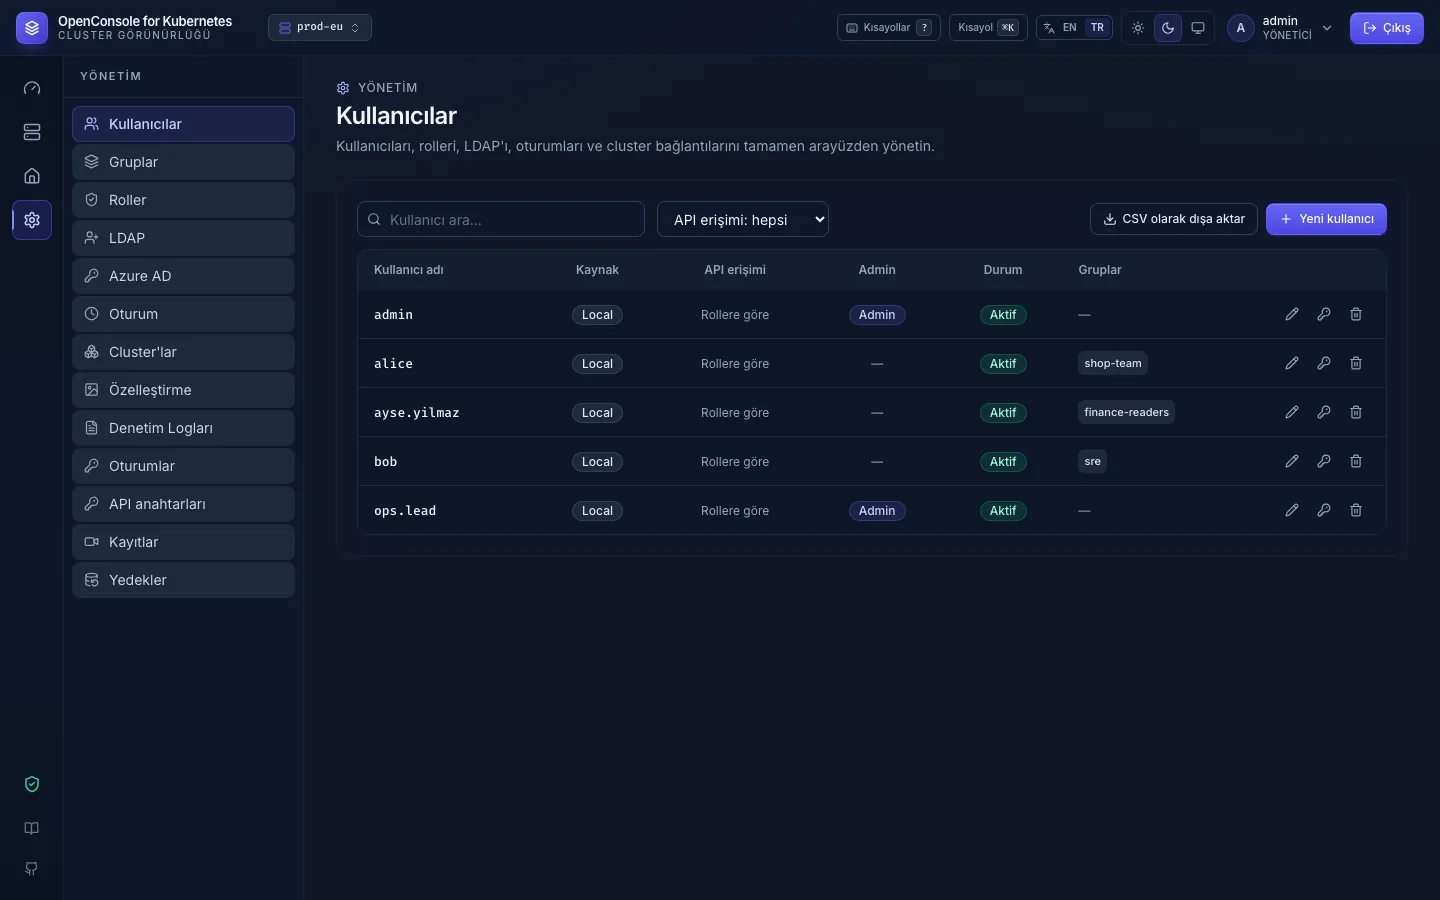 OpenConsole for Kubernetes
CLUSTER GÖRÜNÜRLÜĞÜ
prod-eu
Kısayollar ?
Kısayol ⌘K
EN TR
A
admin
YÖNETİCİ
Çıkış
YÖNETİM
Kullanıcılar
Gruplar
Roller
LDAP
Azure AD
Oturum
Cluster'lar
Özelleştirme
Denetim Logları
Oturumlar
API anahtarları
Kayıtlar
Yedekler
YÖNETİM
Kullanıcılar
Kullanıcıları, rolleri, LDAP'ı, oturumları ve cluster bağlantılarını tamamen arayüzden yönetin.
Kullanıcı ara...
API erişimi: hepsi
CSV olarak dışa aktar
Yeni kullanıcı
Kullanıcı adı Kaynak API erişimi Admin Durum Gruplar
admin Local Rollere göre Admin Aktif —
alice Local Rollere göre — Aktif shop-team
ayse.yilmaz Local Rollere göre — Aktif finance-readers
bob Local Rollere göre — Aktif sre
ops.lead Local Rollere göre Admin Aktif —